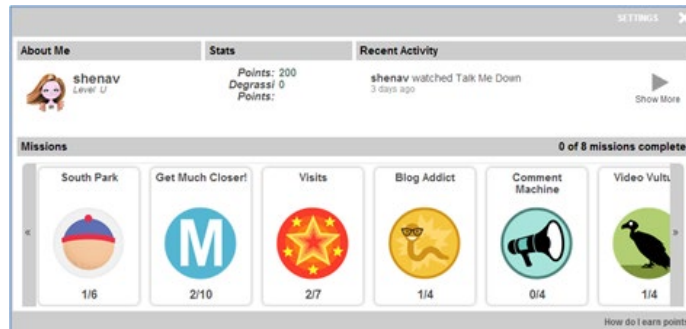 SETTINGS X
About Me
Stats
Recent Activity
shenav
Level U
Points: 200
Degrassi 0
Points:
shenav watched Talk Me Down
3 days ago
Show More
Missions
0 of 8 missions complete
South Park
Get Much Closer!
Visits
Blog Addict
Comment
Machine
Video Vultu
«
M
»
1/6
2/10
2/7
1/4
0/4
1/4
How do I earn points